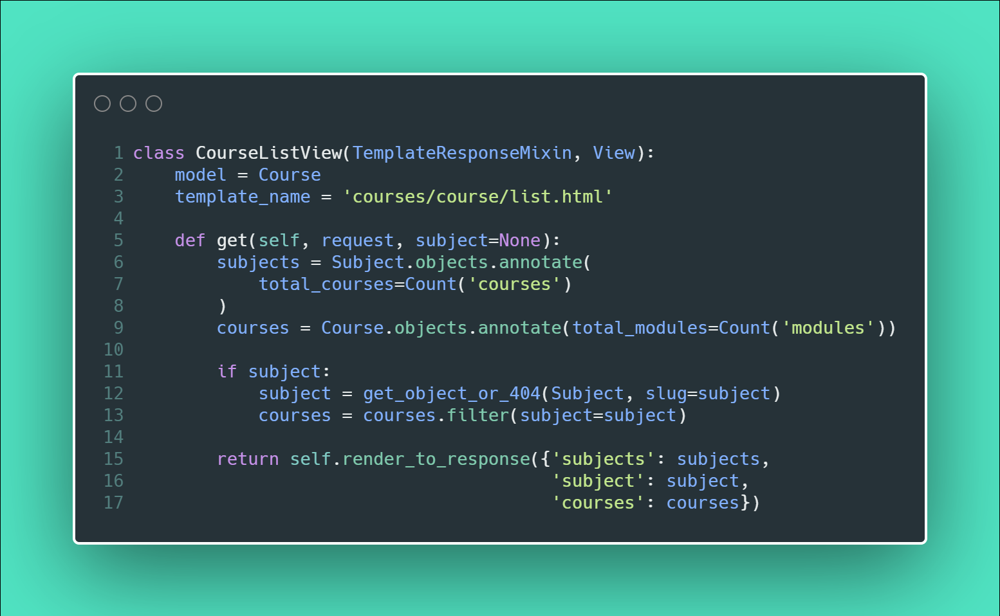 1 class CourseListView(TemplateResponseMixin, View):
2     model = Course
3     template_name = 'courses/course/list.html'
4
5     def get(self, request, subject=None):
6         subjects = Subject.objects.annotate(
7             total_courses=Count('courses')
8         )
9         courses = Course.objects.annotate(total_modules=Count('modules'))
10
11         if subject:
12             subject = get_object_or_404(Subject, slug=subject)
13             courses = courses.filter(subject=subject)
14
15         return self.render_to_response({'subjects': subjects,
16                                         'subject': subject,
17                                         'courses': courses})